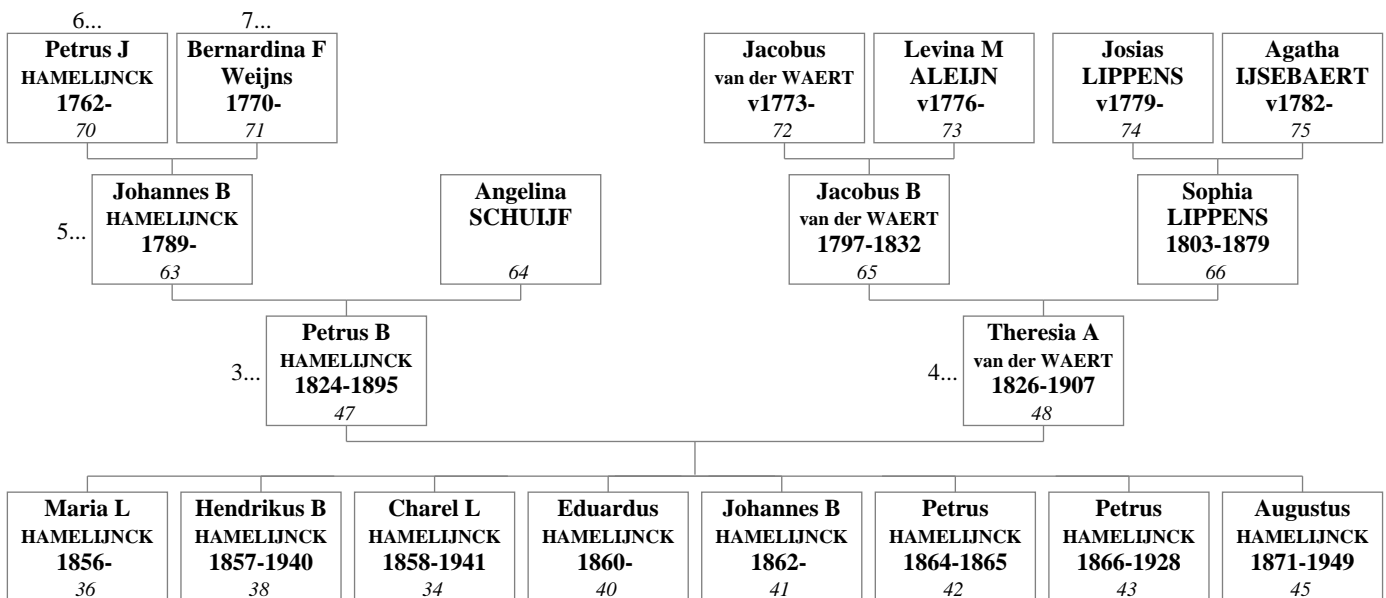 6...
7...
Petrus J
HAMELIJNCK
1762-
70
Bernardina F
Weijns
1770-
71
Jacobus
van der WAERT
v1773-
72
Levina M
ALEIJN
v1776-
73
Josias
LIPPENS
v1779-
74
Agatha
IJSEBAERT
v1782-
75
5...
Johannes B
HAMELIJNCK
1789-
63
Angelina
SCHUIJF
64
Jacobus B
van der WAERT
1797-1832
65
Sophia
LIPPENS
1803-1879
66
3...
Petrus B
HAMELIJNCK
1824-1895
47
4...
Theresia A
van der WAERT
1826-1907
48
Maria L
HAMELIJNCK
1856-
36
Hendrikus B
HAMELIJNCK
1857-1940
38
Charel L
HAMELIJNCK
1858-1941
34
Eduardus
HAMELIJNCK
1860-
40
Johannes B
HAMELIJNCK
1862-
41
Petrus
HAMELIJNCK
1864-1865
42
Petrus
HAMELIJNCK
1866-1928
43
Augustus
HAMELIJNCK
1871-1949
45